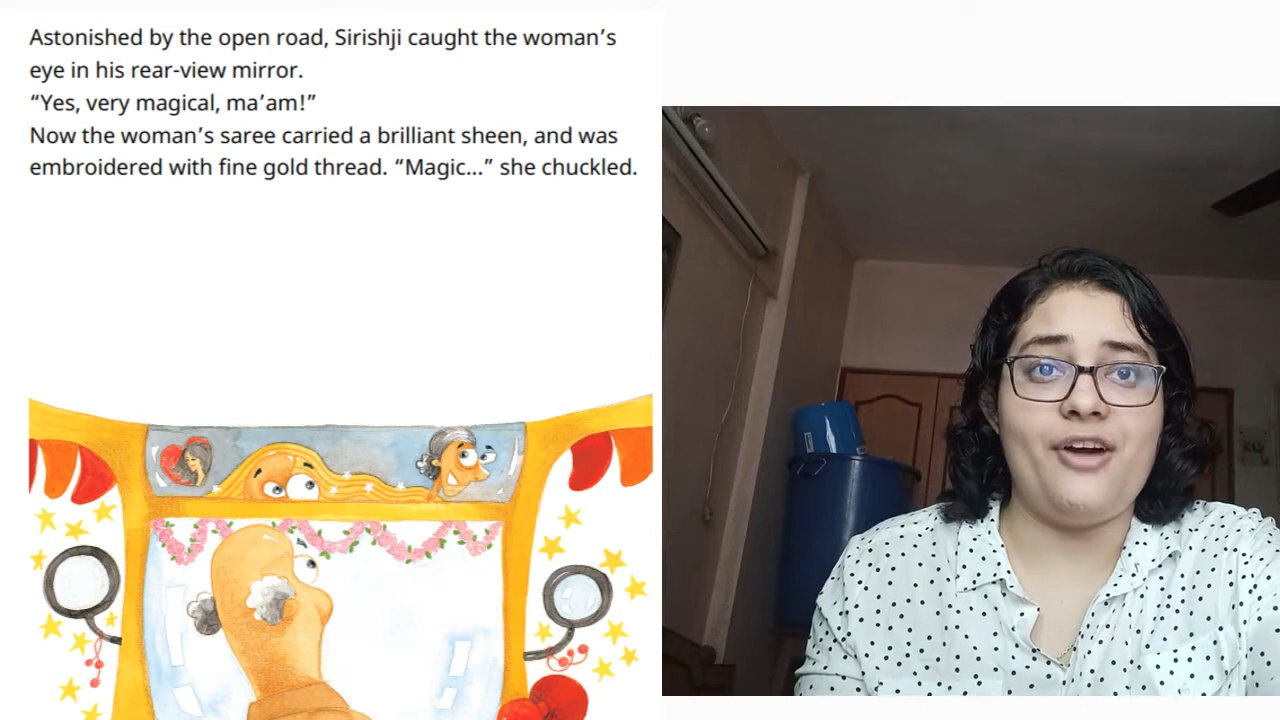 Astonished by the open road, Sirishji caught the woman’s
eye in his rear-view mirror.
“Yes, very magical, ma’am!”
Now the woman’s saree carried a brilliant sheen, and was
embroidered with fine gold thread. “Magic...” she chuckled.